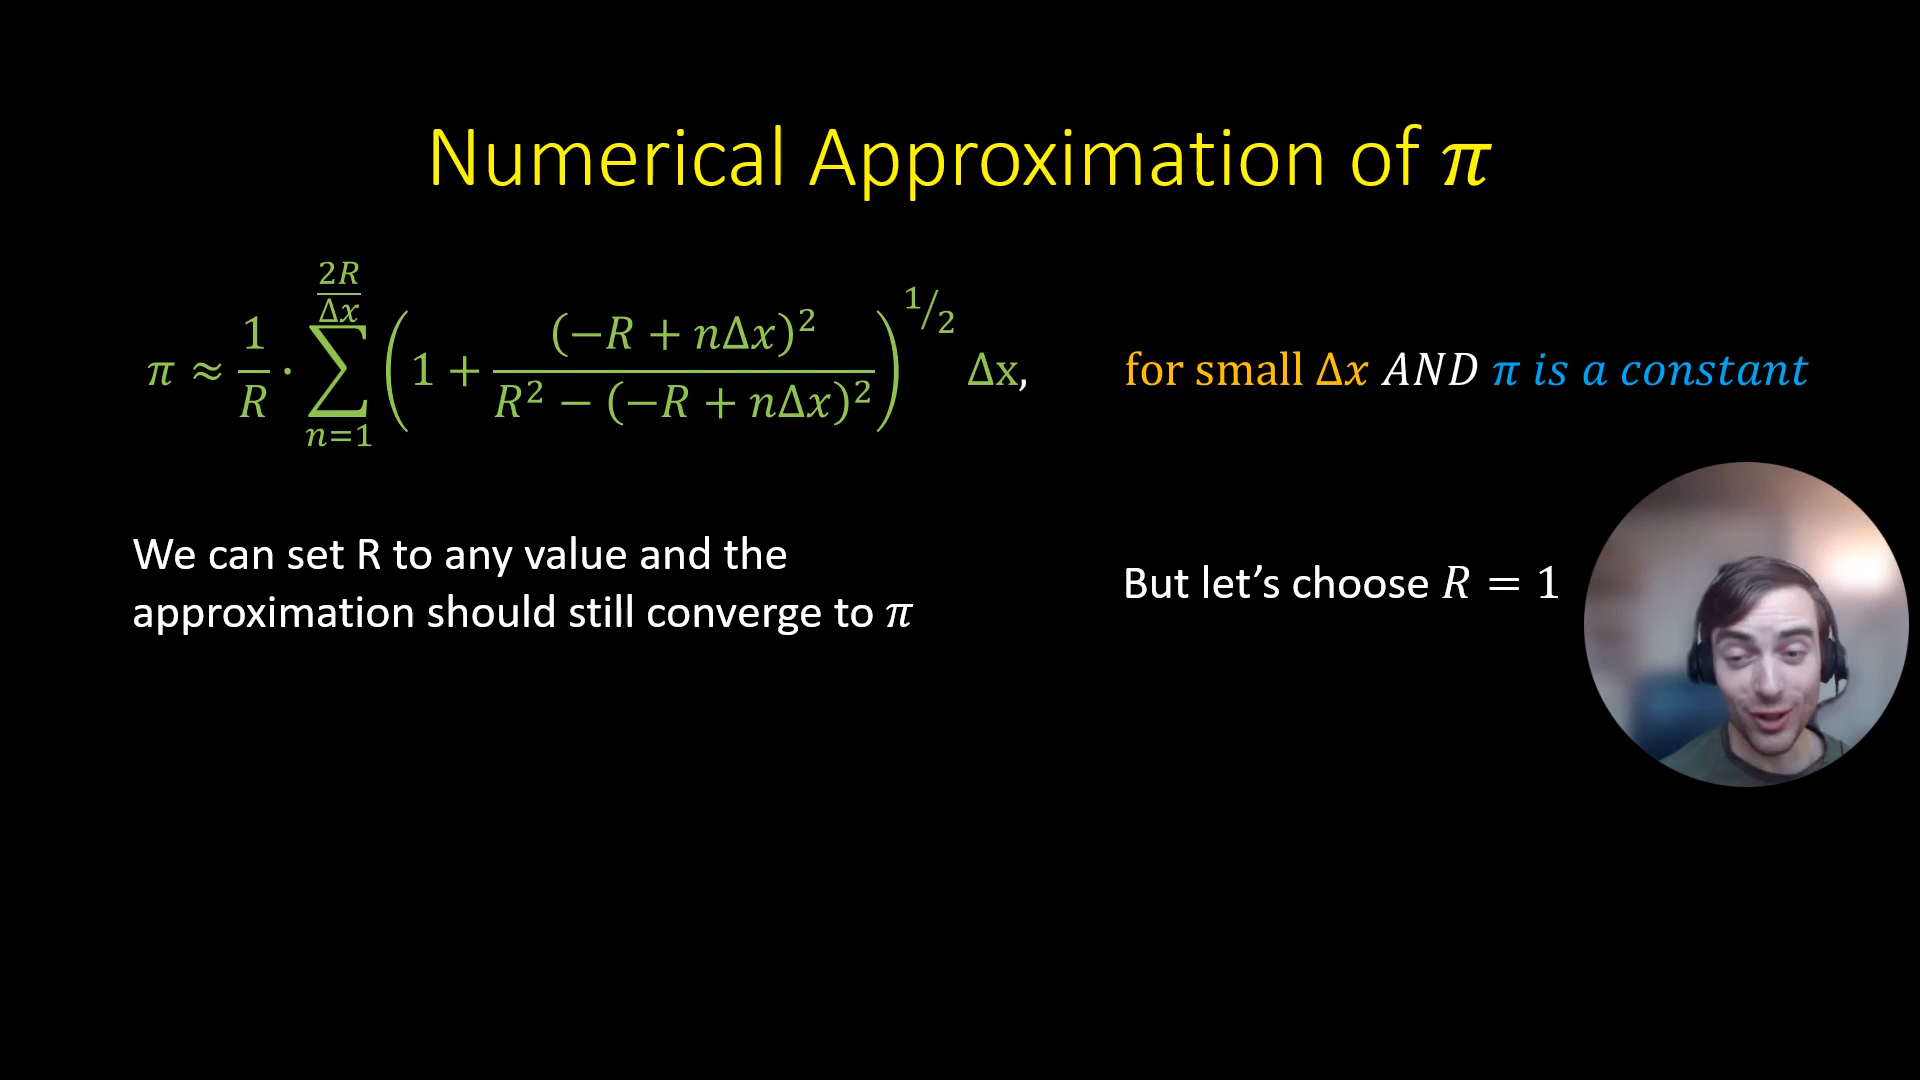 Numerical Approximation of π
π ≈ 1/R · ∑_{n=1}^{2R/Δx} (1 + (−R + nΔx)² / (R² − (−R + nΔx)²))^{1/2} Δx, for small Δx AND π is a constant
We can set R to any value and the
approximation should still converge to π
But let’s choose R = 1